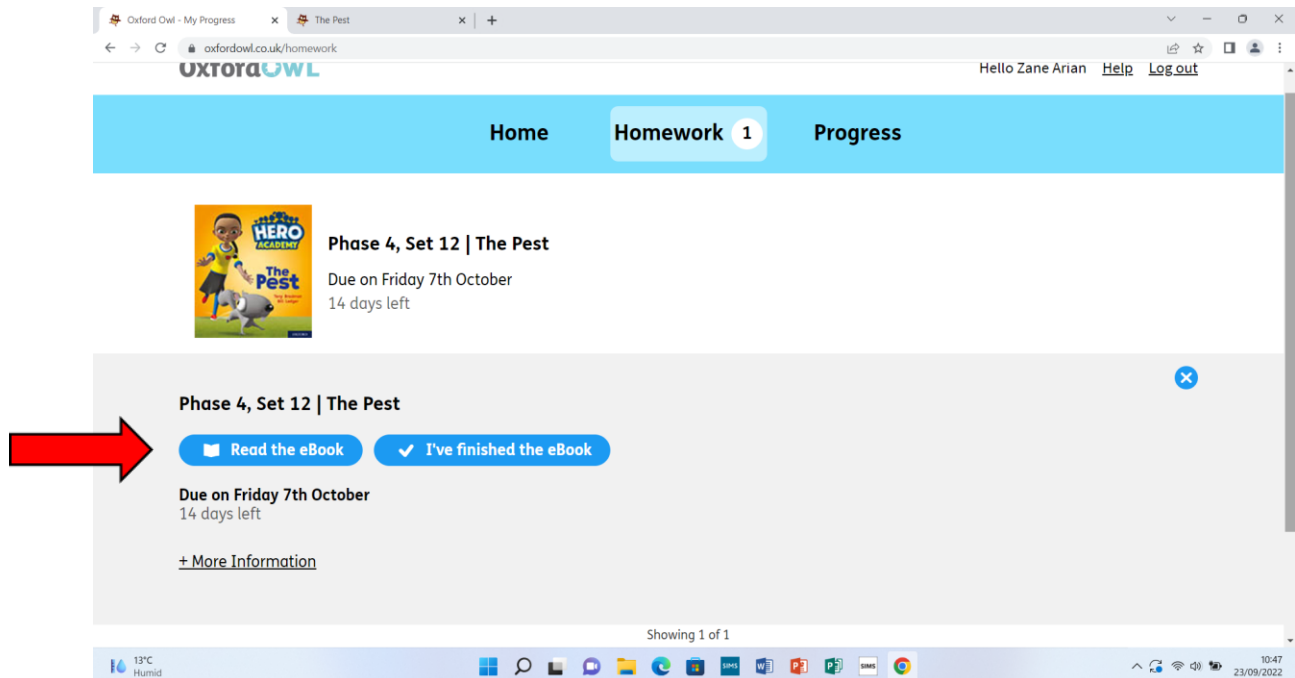 Oxford Owl - My Progress
The Pest
oxfordowl.co.uk/homework
OxfordOWL
Hello Zane Arian Help Log out
Home Homework 1 Progress
HERO
ACADEMY
The
Pest
Phase 4, Set 12 | The Pest
Due on Friday 7th October
14 days left
Phase 4, Set 12 | The Pest
Read the eBook
I've finished the eBook
Due on Friday 7th October
14 days left
+ More Information
Showing 1 of 1
13°C
Humid
SIMS
SIMS
10:47
23/09/2022